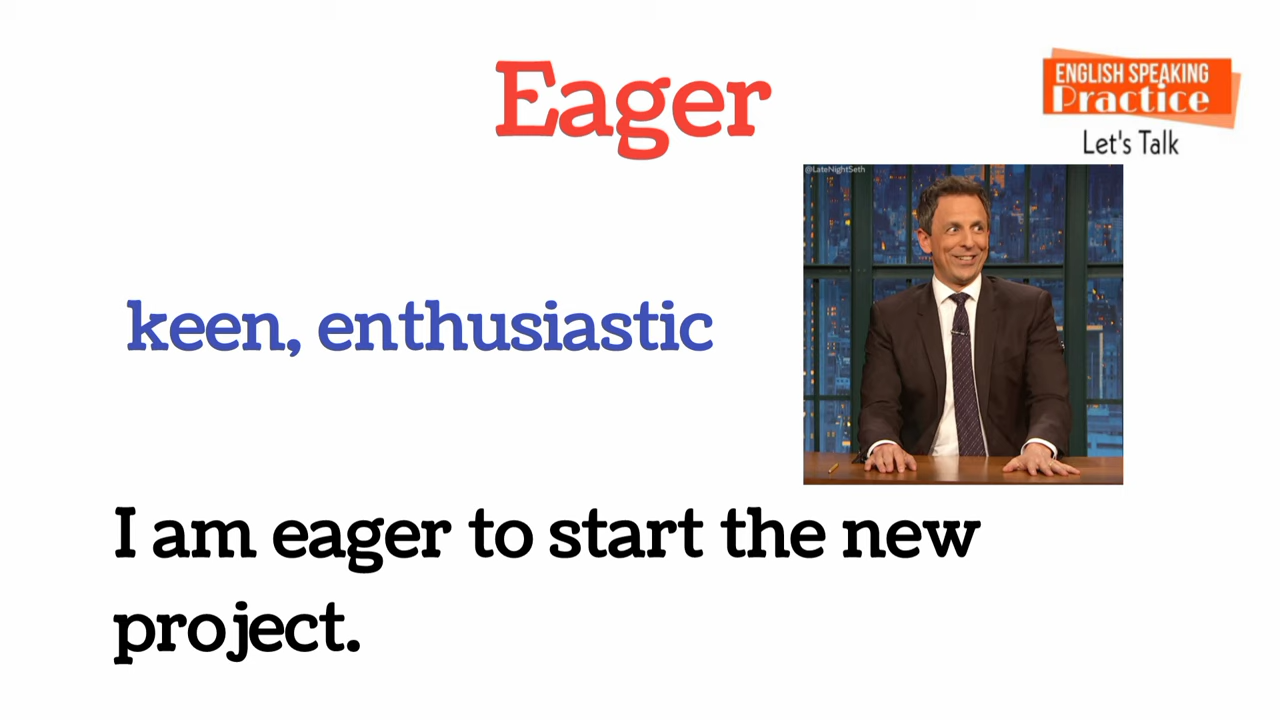 Eager
ENGLISH SPEAKING
Practice
Let's Talk
@LateNightSeth
keen, enthusiastic
I am eager to start the new
project.